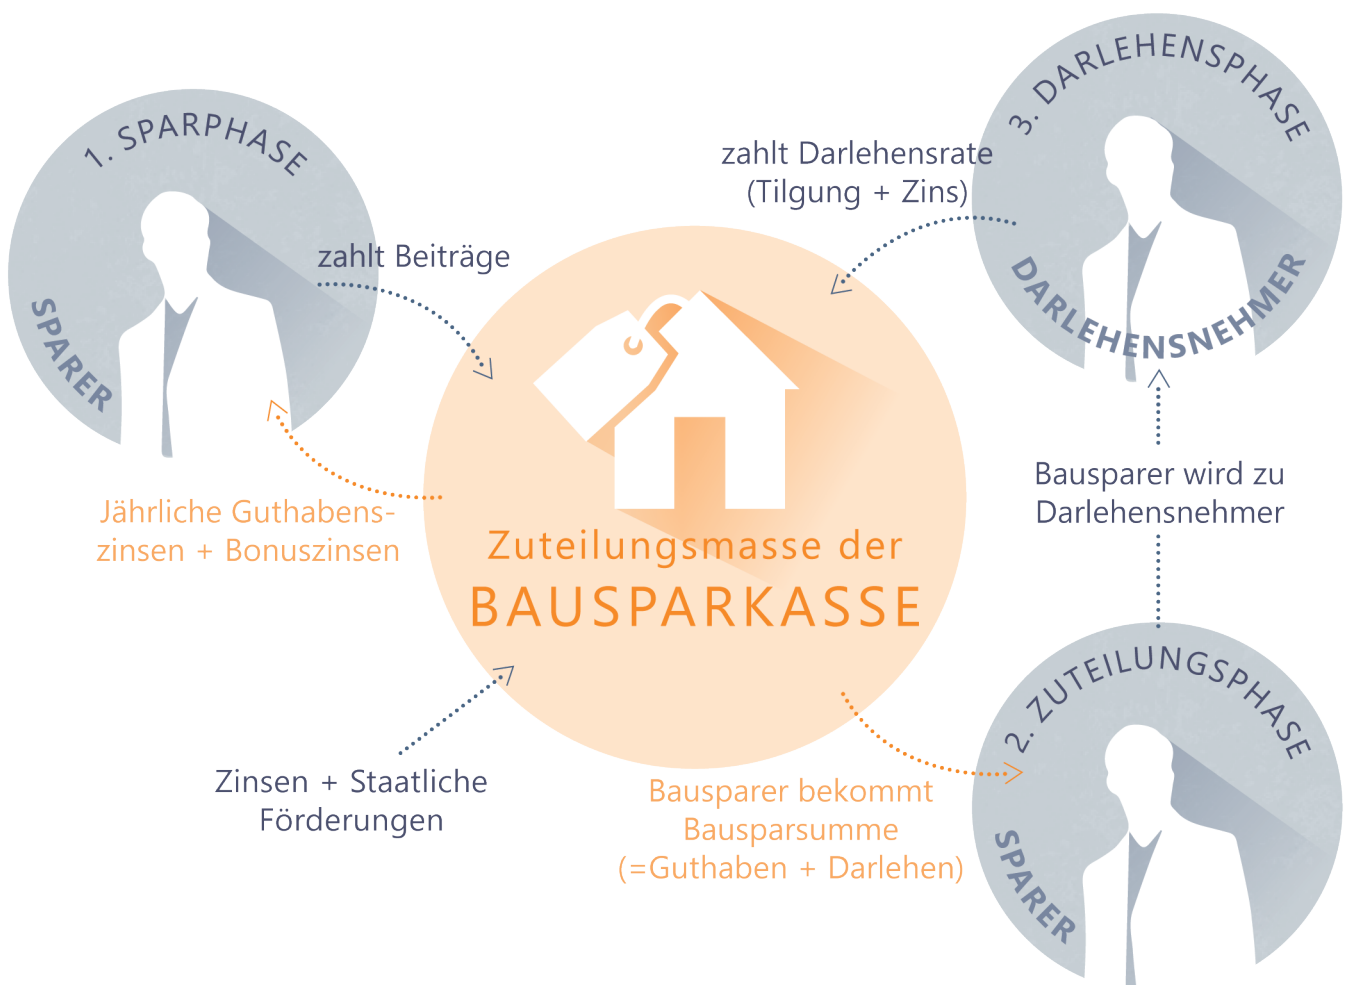 1. SPARPHASE
SPARER
zahlt Beiträge
Jährliche Guthabens-
zinsen + Bonuszinsen
Zuteilungsmasse der
BAUSPARKASSE
Zinsen + Staatliche
Förderungen
Bausparer bekommt
Bausparsumme
(=Guthaben + Darlehen)
2. ZUTEILUNGSPHASE
SPARER
Bausparer wird zu
Darlehensnehmer
3. DARLEHENSPHASE
DARLEHENSNEHMER
zahlt Darlehensrate
(Tilgung + Zins)